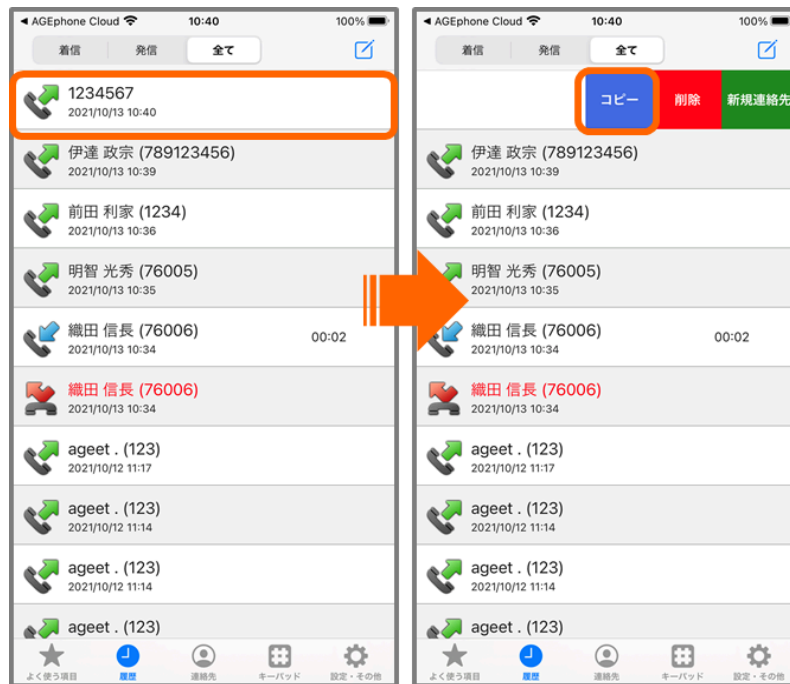 AGEphone Cloud 10:40 100%
着信 発信 全て
1234567
2021/10/13 10:40
伊達 政宗 (789123456)
2021/10/13 10:39
前田 利家 (1234)
2021/10/13 10:36
明智 光秀 (76005)
2021/10/13 10:35
織田 信長 (76006) 00:02
2021/10/13 10:34
織田 信長 (76006)
2021/10/13 10:34
ageet . (123)
2021/10/12 11:17
ageet . (123)
2021/10/12 11:14
ageet . (123)
2021/10/12 11:14
ageet . (123)
よく使う項目 履歴 連絡先 キーパッド 設定・その他
AGEphone Cloud 10:40 100%
着信 発信 全て
コピー 削除 新規連絡先
伊達 政宗 (789123456)
2021/10/13 10:39
前田 利家 (1234)
2021/10/13 10:36
明智 光秀 (76005)
2021/10/13 10:35
織田 信長 (76006) 00:02
2021/10/13 10:34
織田 信長 (76006)
2021/10/13 10:34
ageet . (123)
2021/10/12 11:17
ageet . (123)
2021/10/12 11:14
ageet . (123)
2021/10/12 11:14
ageet . (123)
よく使う項目 履歴 連絡先 キーパッド 設定・その他